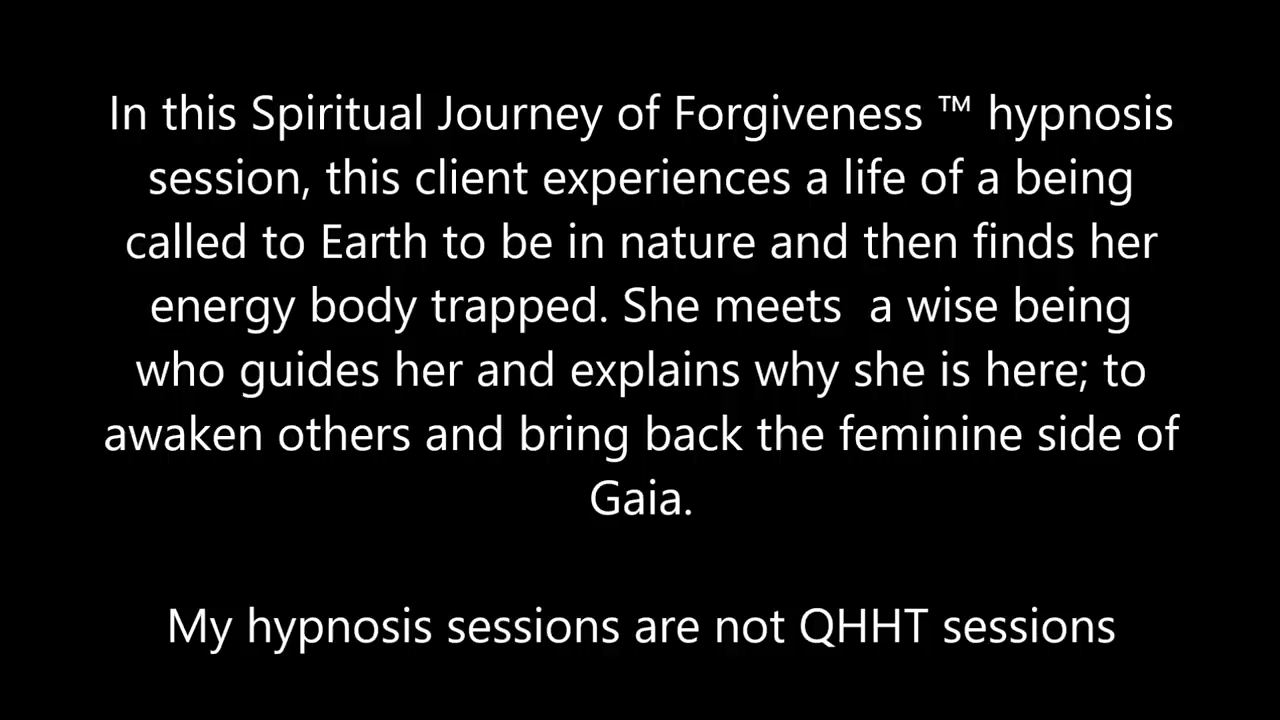 In this Spiritual Journey of Forgiveness ™ hypnosis
session, this client experiences a life of a being
called to Earth to be in nature and then finds her
energy body trapped. She meets  a wise being
who guides her and explains why she is here; to
awaken others and bring back the feminine side of
Gaia.
My hypnosis sessions are not QHHT sessions